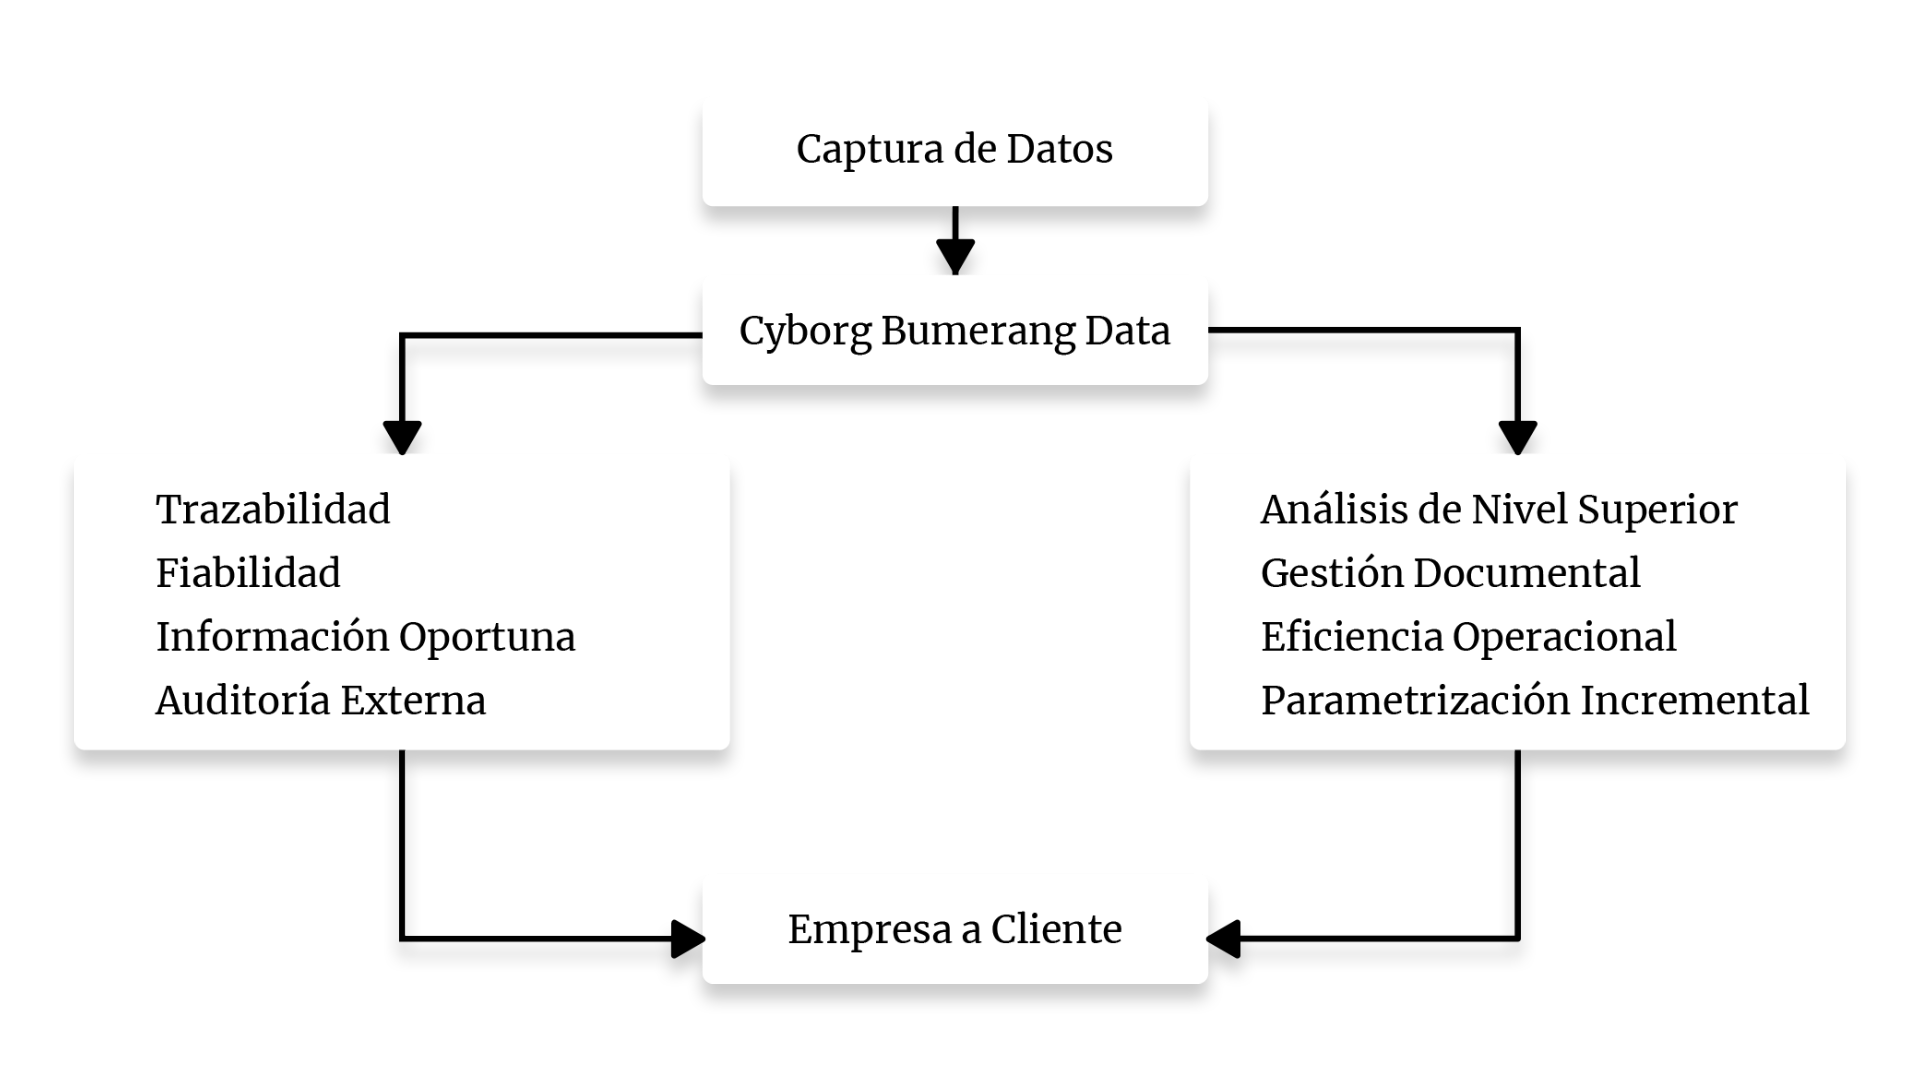 Captura de Datos
Cyborg Bumerang Data
Trazabilidad
Fiabilidad
Información Oportuna
Auditoría Externa
Análisis de Nivel Superior
Gestión Documental
Eficiencia Operacional
Parametrización Incremental
Empresa a Cliente